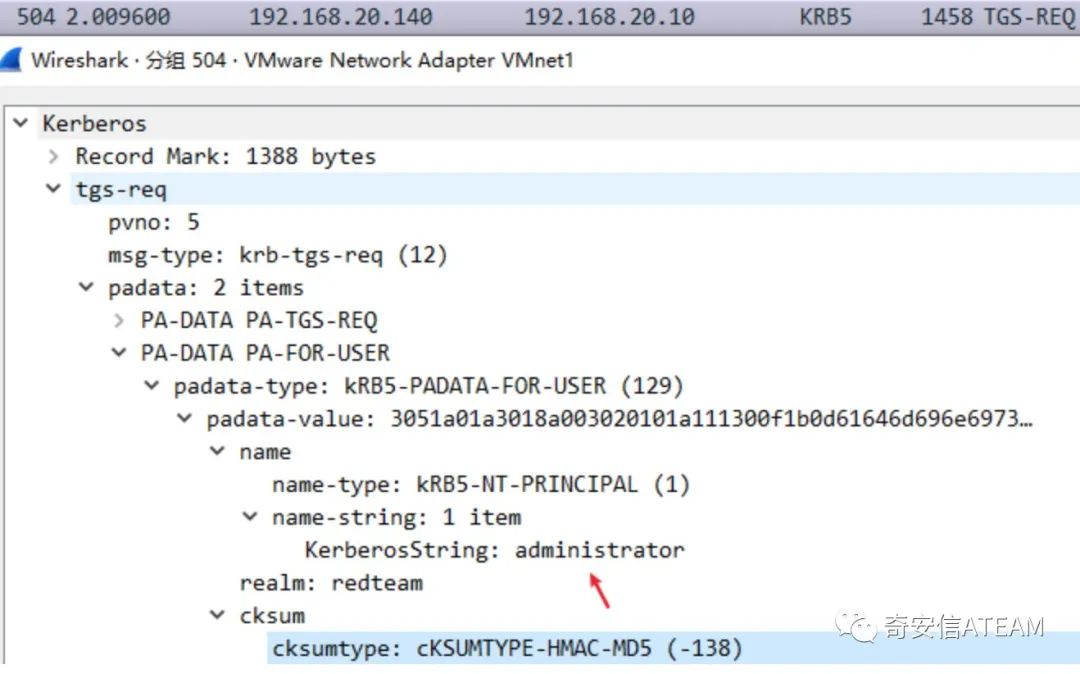 504 2.009600 192.168.20.140 192.168.20.10 KRB5 1458 TGS-REQ
Wireshark · 分组 504 · VMware Network Adapter VMnet1
Kerberos
Record Mark: 1388 bytes
tgs-req
pvno: 5
msg-type: krb-tgs-req (12)
padata: 2 items
PA-DATA PA-TGS-REQ
PA-DATA PA-FOR-USER
padata-type: kRB5-PADATA-FOR-USER (129)
padata-value: 3051a01a3018a003020101a111300f1b0d61646d696e6973…
name
name-type: kRB5-NT-PRINCIPAL (1)
name-string: 1 item
KerberosString: administrator
realm: redteam
cksum
cksumtype: cKSUMTYPE-HMAC-MD5 (-138)
奇安信ATEAM